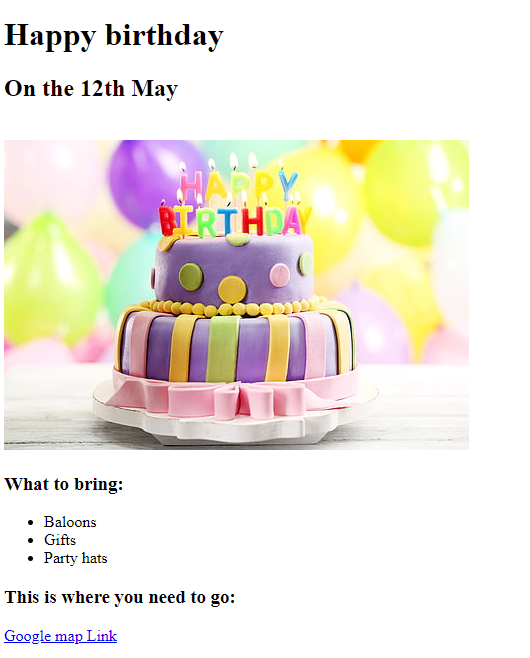 Happy birthday
On the 12th May
HAPPY
BIRTHDAY
What to bring:
Baloons
Gifts
Party hats
This is where you need to go:
Google map Link